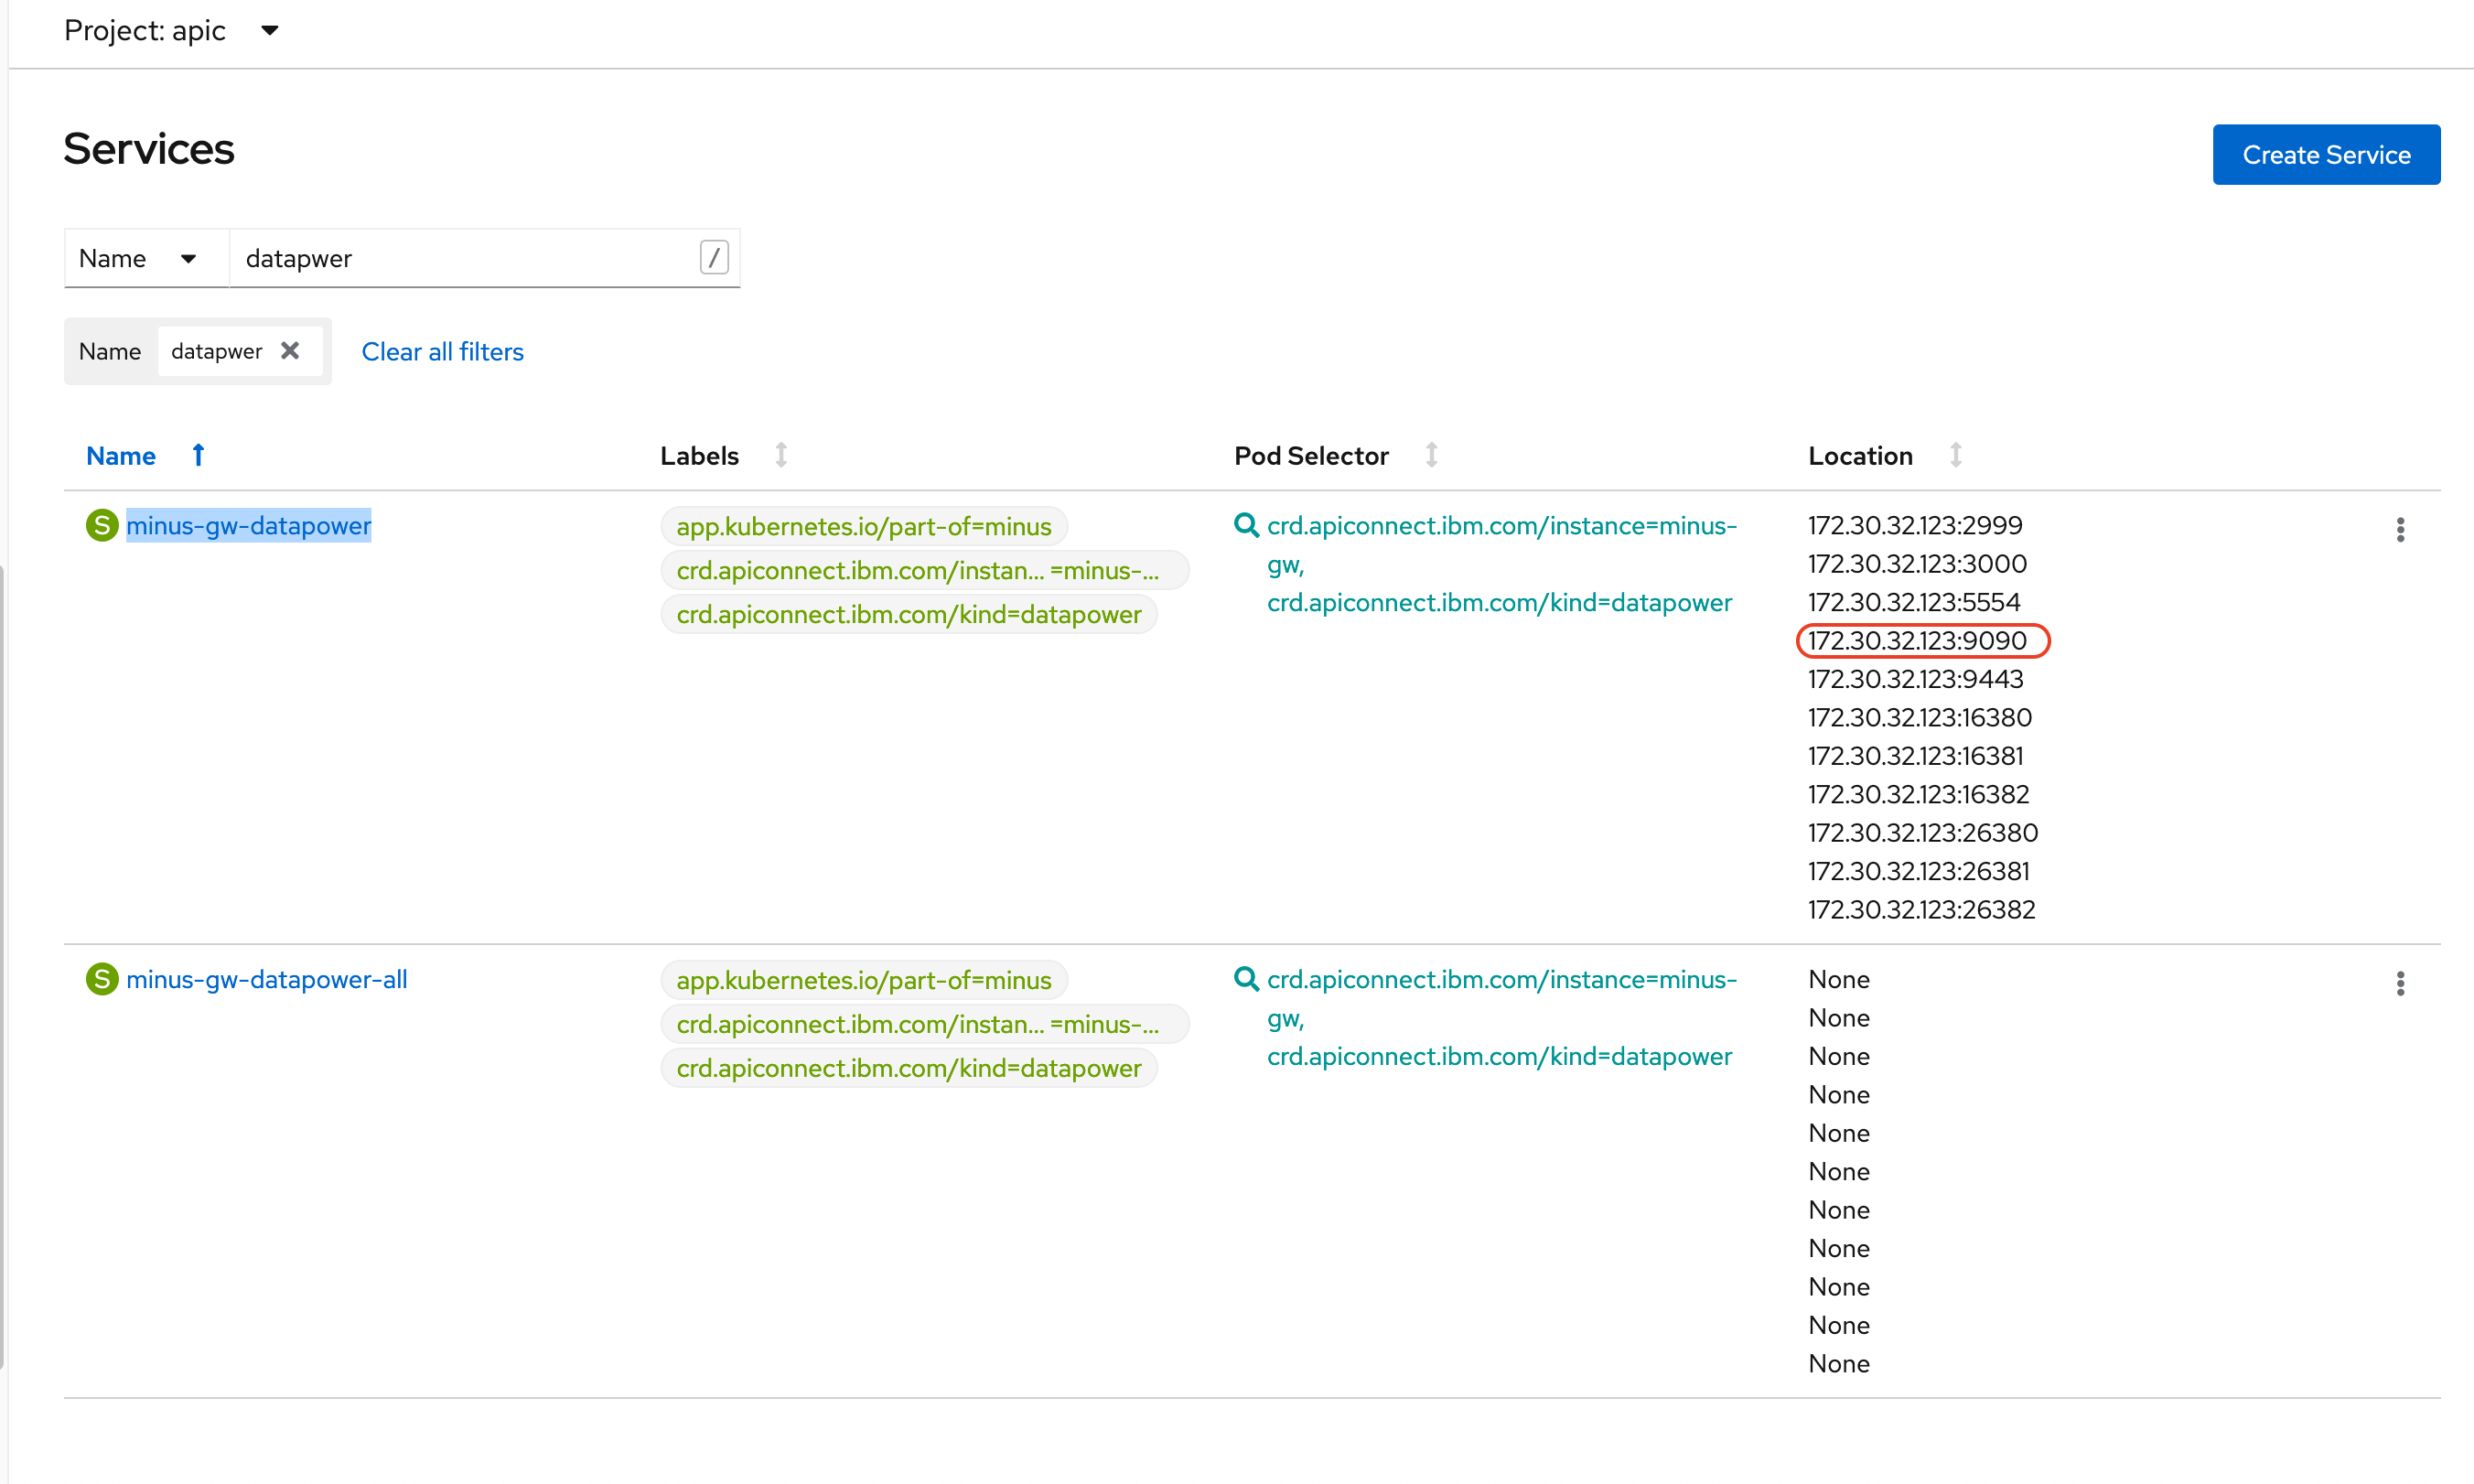 Project: apic
Services
Create Service
Name datapwer /
Name datapwer Clear all filters
Name Labels Pod Selector Location
S minus-gw-datapower
app.kubernetes.io/part-of=minus
crd.apiconnect.ibm.com/instan... =minus-...
crd.apiconnect.ibm.com/kind=datapower
crd.apiconnect.ibm.com/instance=minus-
gw,
crd.apiconnect.ibm.com/kind=datapower
172.30.32.123:2999
172.30.32.123:3000
172.30.32.123:5554
172.30.32.123:9090
172.30.32.123:9443
172.30.32.123:16380
172.30.32.123:16381
172.30.32.123:16382
172.30.32.123:26380
172.30.32.123:26381
172.30.32.123:26382
S minus-gw-datapower-all
app.kubernetes.io/part-of=minus
crd.apiconnect.ibm.com/instan... =minus-...
crd.apiconnect.ibm.com/kind=datapower
crd.apiconnect.ibm.com/instance=minus-
gw,
crd.apiconnect.ibm.com/kind=datapower
None
None
None
None
None
None
None
None
None
None
None